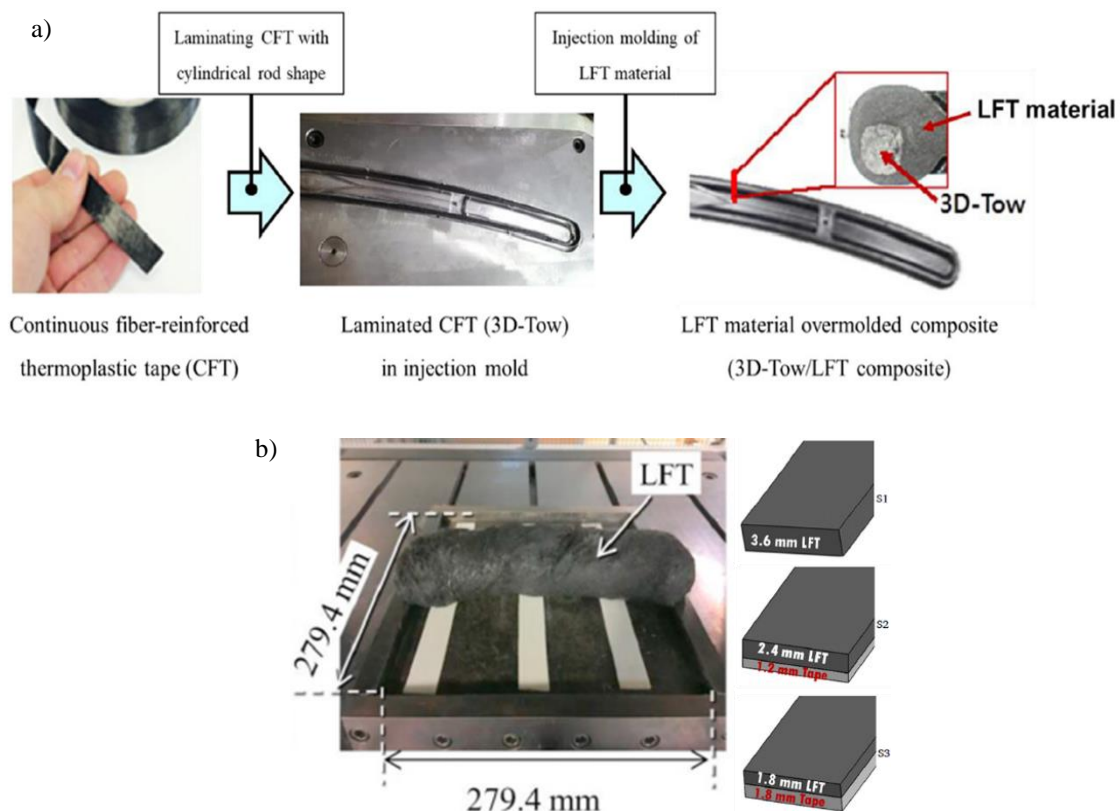 a)
Laminating CFT with
cylindrical rod shape
Injection molding of
LFT material
LFT material
3D-Tow
Continuous fiber-reinforced
thermoplastic tape (CFT)
Laminated CFT (3D-Tow)
in injection mold
LFT material overmolded composite
(3D-Tow/LFT composite)
b)
LFT
279.4 mm
279.4 mm
3.6 mm LFT
S1
2.4 mm LFT
1.2 mm Tape
S2
1.8 mm LFT
1.8 mm Tape
S3